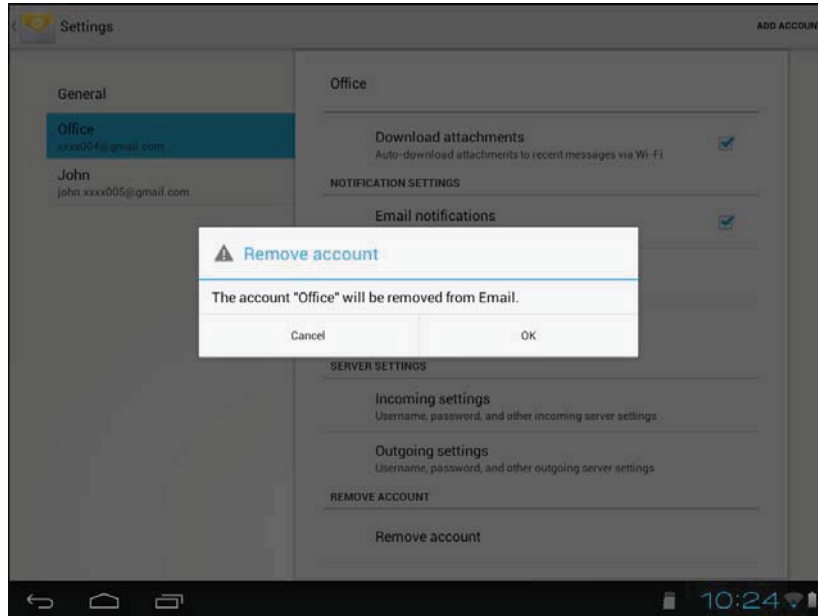 Settings
ADD ACCOUN
General
Office
xxxx004@gmail.com
John
john.xxxx005@gmail.com
Office
Download attachments
Auto-download attachments to recent messages via Wi-Fi
NOTIFICATION SETTINGS
Email notifications
Remove account
The account "Office" will be removed from Email.
Cancel
OK
SERVER SETTINGS
Incoming settings
Username, password, and other incoming server settings
Outgoing settings
Username, password, and other outgoing server settings
REMOVE ACCOUNT
Remove account
10:24